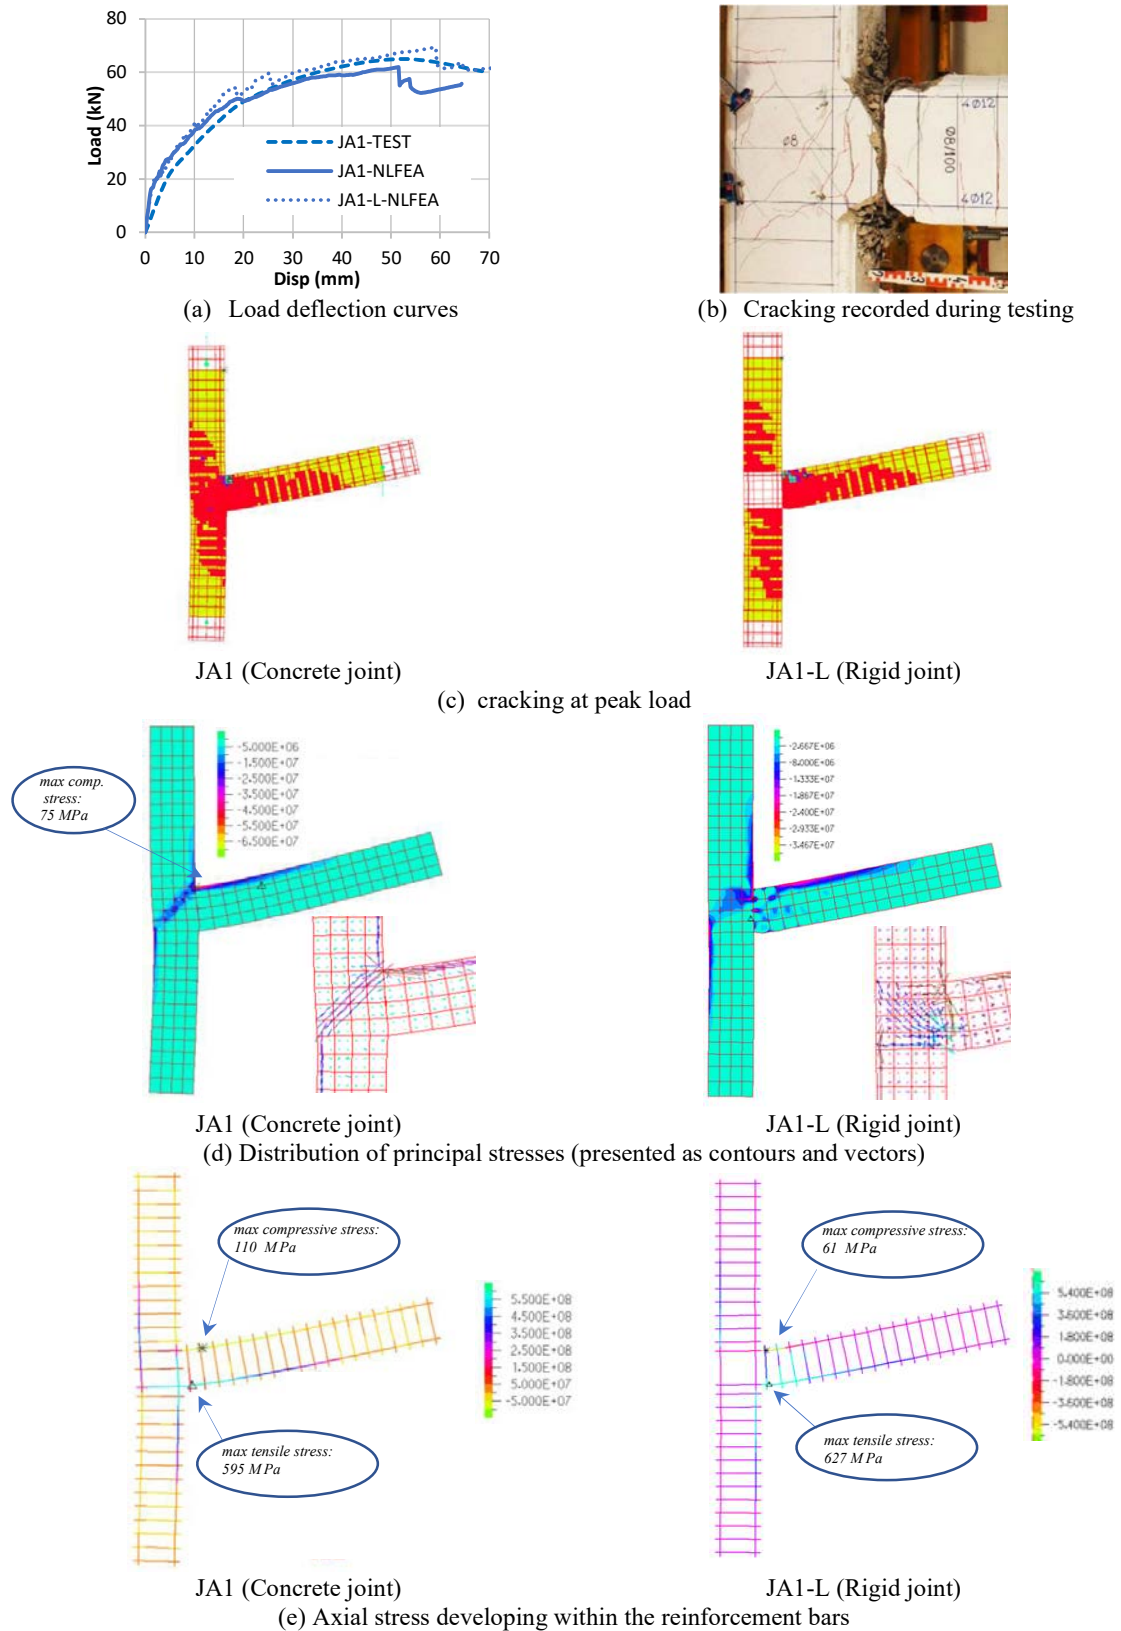 80
60
40
20
0
Load (kN)
JA1-TEST
JA1-NLFEA
JA1-L-NLFEA
0 10 20 30 40 50 60 70
Disp (mm)
ø8
4Ø12
Ø8/100
4Ø12
(a) Load deflection curves
(b) Cracking recorded during testing
JA1 (Concrete joint)
JA1-L (Rigid joint)
(c) cracking at peak load
max comp.
stress:
75 MPa
-5.000E+06
-1.500E+07
-2.500E+07
-3.500E+07
-4.500E+07
-5.500E+07
-6.500E+07
-2.667E+06
-8.000E+06
-1.333E+07
-1.867E+07
-2.400E+07
-2.933E+07
-3.467E+07
JA1 (Concrete joint)
JA1-L (Rigid joint)
(d) Distribution of principal stresses (presented as contours and vectors)
max compressive stress:
110 MPa
max tensile stress:
595 MPa
5.500E+08
4.500E+08
3.500E+08
2.500E+08
1.500E+08
5.000E+07
-5.000E+07
max compressive stress:
61 MPa
max tensile stress:
627 MPa
5.400E+08
3.600E+08
1.800E+08
0.000E+00
-1.800E+08
-3.600E+08
-5.400E+08
JA1 (Concrete joint)
JA1-L (Rigid joint)
(e) Axial stress developing within the reinforcement bars